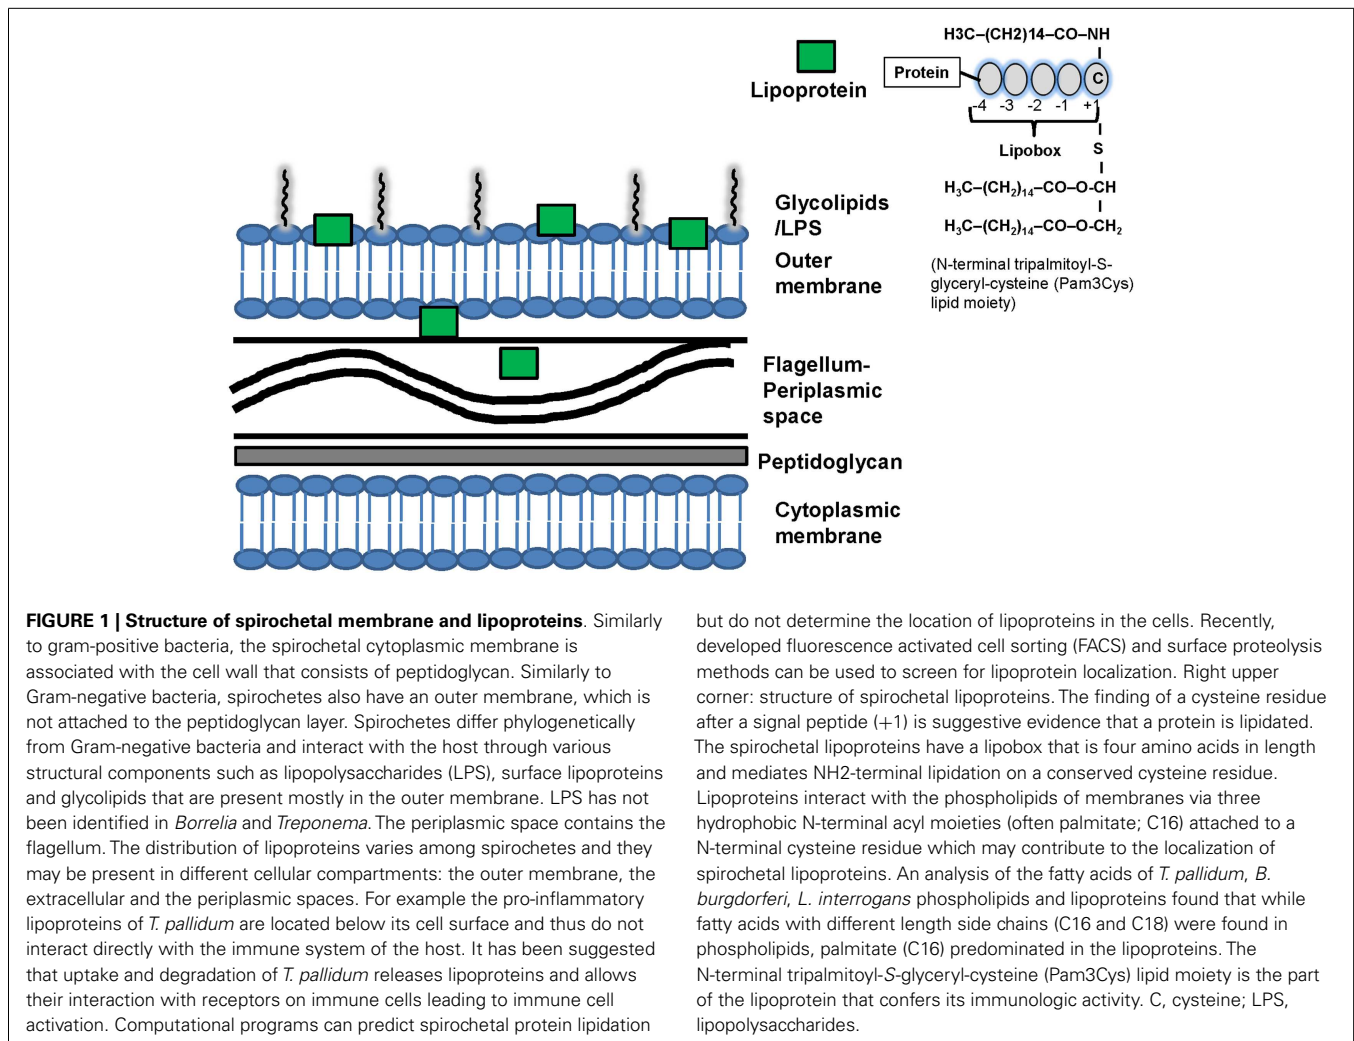 H3C–(CH2)14–CO–NH
Protein
C
Lipoprotein
-4 -3 -2 -1 +1
Lipobox
S
H₃C–(CH₂)₁₄–CO–O-CH
H₃C–(CH₂)₁₄–CO–O-CH₂
(N-terminal tripalmitoyl-S-
glyceryl-cysteine (Pam3Cys)
lipid moiety)
Glycolipids
/LPS
Outer
membrane
Flagellum-
Periplasmic
space
Peptidoglycan
Cytoplasmic
membrane
FIGURE 1 | Structure of spirochetal membrane and lipoproteins. Similarly
to gram-positive bacteria, the spirochetal cytoplasmic membrane is
associated with the cell wall that consists of peptidoglycan. Similarly to
Gram-negative bacteria, spirochetes also have an outer membrane, which is
not attached to the peptidoglycan layer. Spirochetes differ phylogenetically
from Gram-negative bacteria and interact with the host through various
structural components such as lipopolysaccharides (LPS), surface lipoproteins
and glycolipids that are present mostly in the outer membrane. LPS has not
been identified in Borrelia and Treponema. The periplasmic space contains the
flagellum. The distribution of lipoproteins varies among spirochetes and they
may be present in different cellular compartments: the outer membrane, the
extracellular and the periplasmic spaces. For example the pro-inflammatory
lipoproteins of T. pallidum are located below its cell surface and thus do not
interact directly with the immune system of the host. It has been suggested
that uptake and degradation of T. pallidum releases lipoproteins and allows
their interaction with receptors on immune cells leading to immune cell
activation. Computational programs can predict spirochetal protein lipidation
but do not determine the location of lipoproteins in the cells. Recently,
developed fluorescence activated cell sorting (FACS) and surface proteolysis
methods can be used to screen for lipoprotein localization. Right upper
corner: structure of spirochetal lipoproteins. The finding of a cysteine residue
after a signal peptide (+1) is suggestive evidence that a protein is lipidated.
The spirochetal lipoproteins have a lipobox that is four amino acids in length
and mediates NH2-terminal lipidation on a conserved cysteine residue.
Lipoproteins interact with the phospholipids of membranes via three
hydrophobic N-terminal acyl moieties (often palmitate; C16) attached to a
N-terminal cysteine residue which may contribute to the localization of
spirochetal lipoproteins. An analysis of the fatty acids of T. pallidum, B.
burgdorferi, L. interrogans phospholipids and lipoproteins found that while
fatty acids with different length side chains (C16 and C18) were found in
phospholipids, palmitate (C16) predominated in the lipoproteins. The
N-terminal tripalmitoyl-S-glyceryl-cysteine (Pam3Cys) lipid moiety is the part
of the lipoprotein that confers its immunologic activity. C, cysteine; LPS,
lipopolysaccharides.